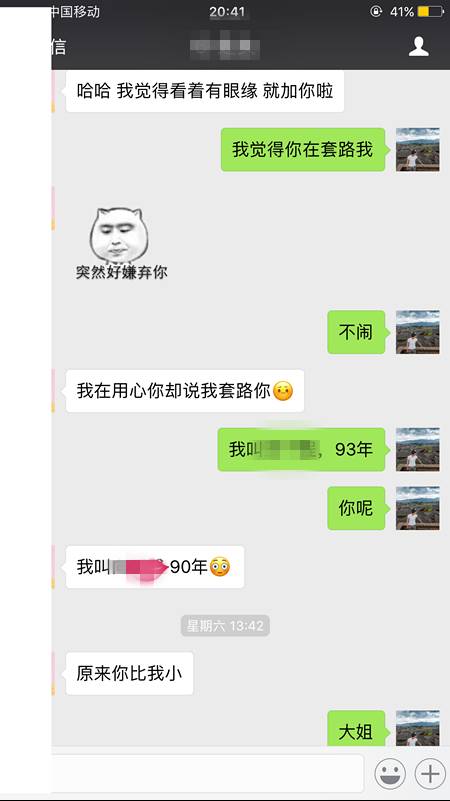 中国移动 20:41 41%
信
哈哈 我觉得看着有眼缘 就加你啦
我觉得你在套路我
突然好嫌弃你
不闹
我在用心你却说我套路你
我叫 ，93年
你呢
我叫 90年
星期六 13:42
原来你比我小
大姐